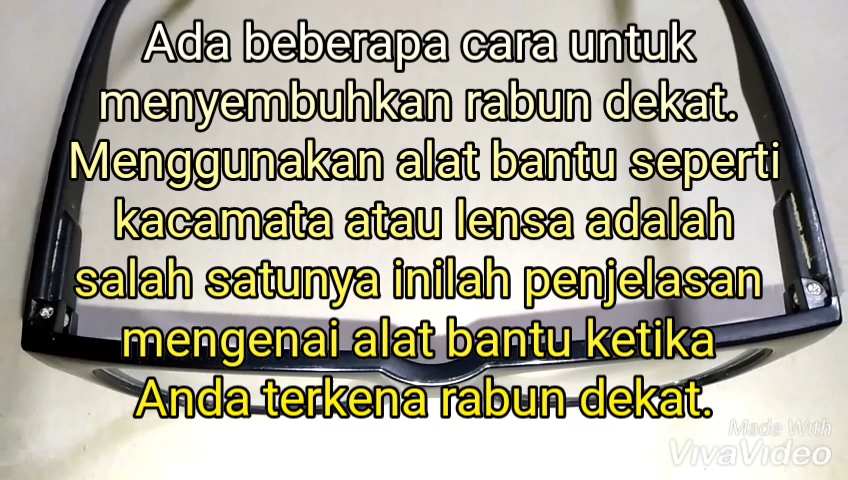 Ada beberapa cara untuk
menyembuhkan rabun dekat.
Menggunakan alat bantu seperti
kacamata atau lensa adalah
salah satunya inilah penjelasan
mengenai alat bantu ketika
Anda terkena rabun dekat.
Made With
VivaVideo